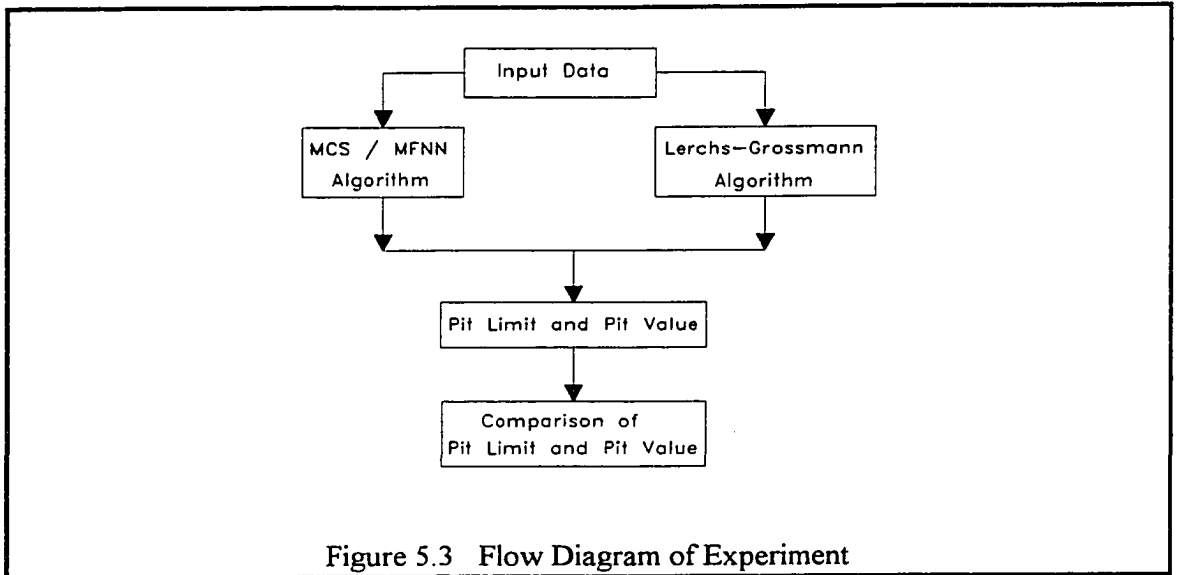 Input Data
MCS / MFNN
Algorithm
Lerchs-Grossmann
Algorithm
Pit Limit and Pit Value
Comparison of
Pit Limit and Pit Value
Figure 5.3 Flow Diagram of Experiment